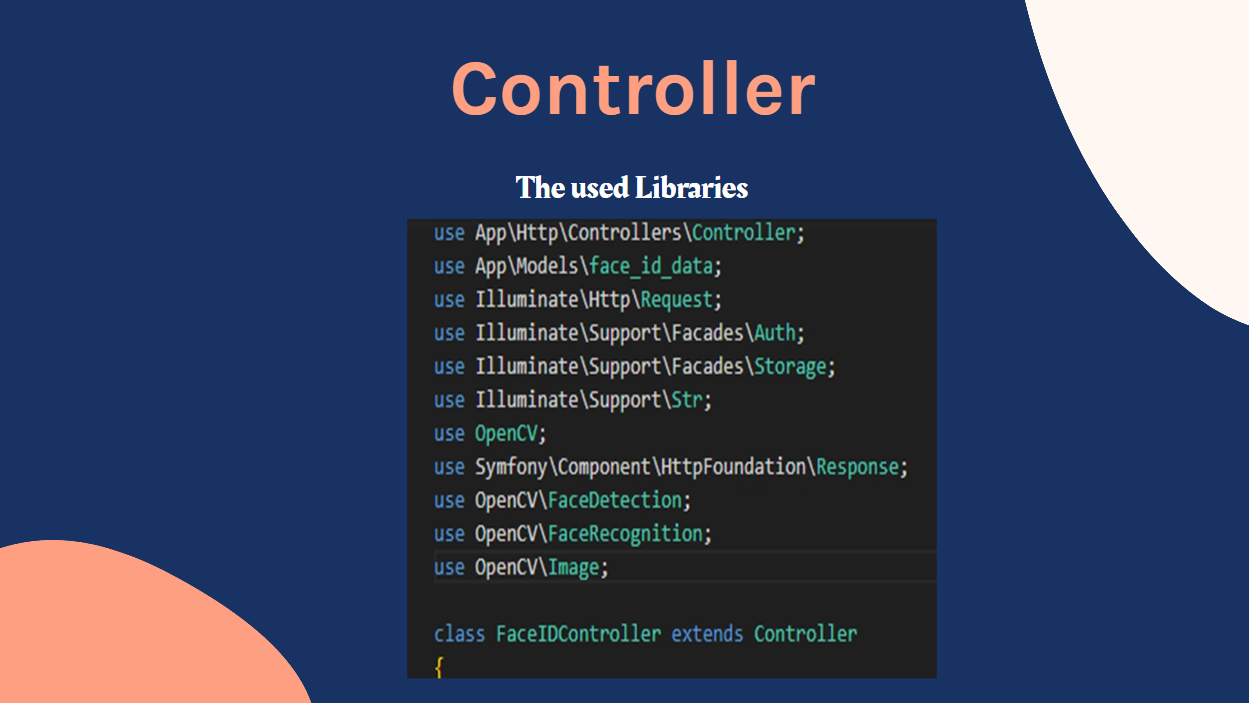 Controller
The used Libraries
use App\Http\Controllers\Controller;
use App\Models\face_id_data;
use Illuminate\Http\Request;
use Illuminate\Support\Facades\Auth;
use Illuminate\Support\Facades\Storage;
use Illuminate\Support\Str;
use OpenCV;
use Symfony\Component\HttpFoundation\Response;
use OpenCV\FaceDetection;
use OpenCV\FaceRecognition;
use OpenCV\Image;
class FaceIDController extends Controller
{